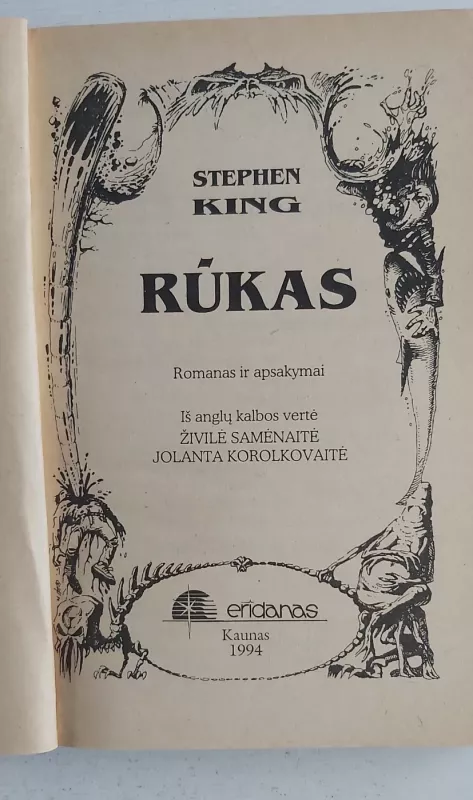 STEPHEN
KING
RŪKAS
Romanas ir apsakymai
Iš anglų kalbos vertė
ŽIVILĖ SAMĖNAITĖ
JOLANTA KOROLKOVAITĖ
eridanas
Kaunas
1994